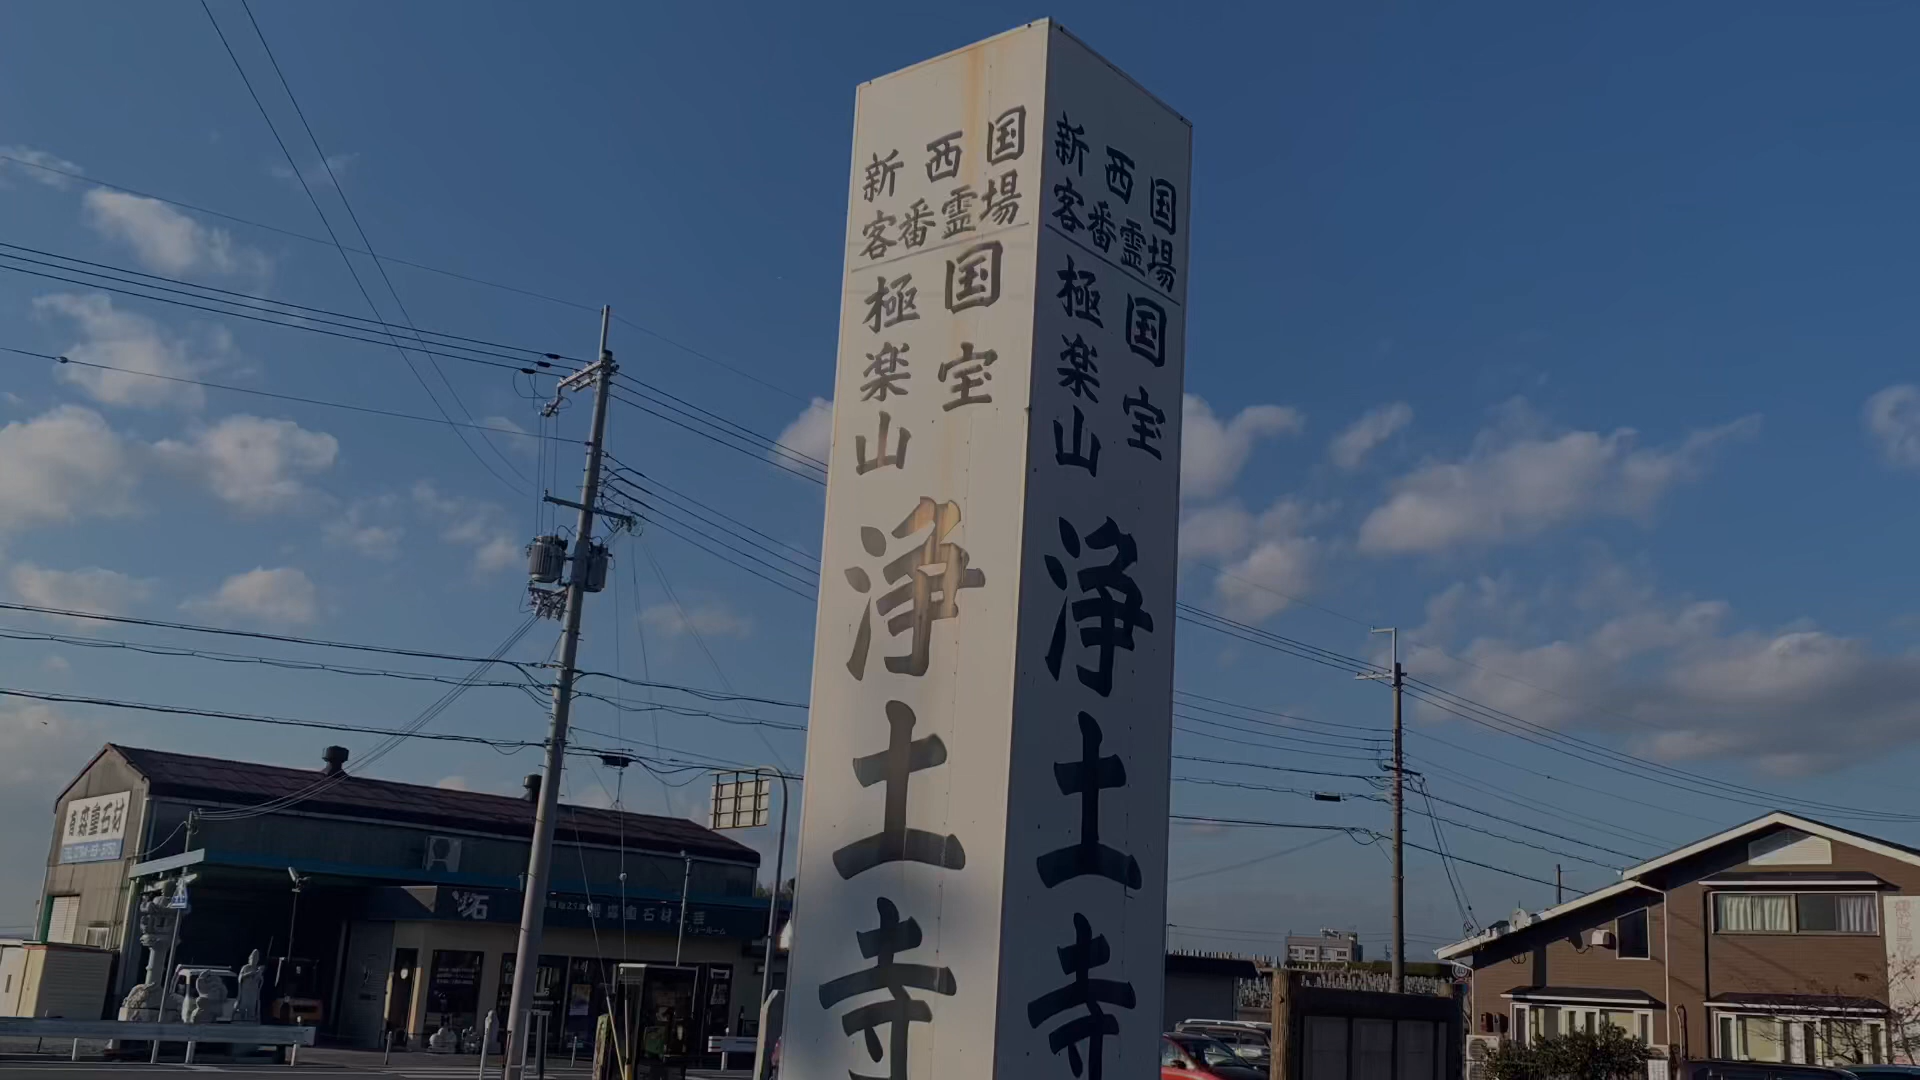 新西国
客番霊場
国宝
極楽山
浄土寺
新西国
客番霊場
国宝
極楽山
浄土寺